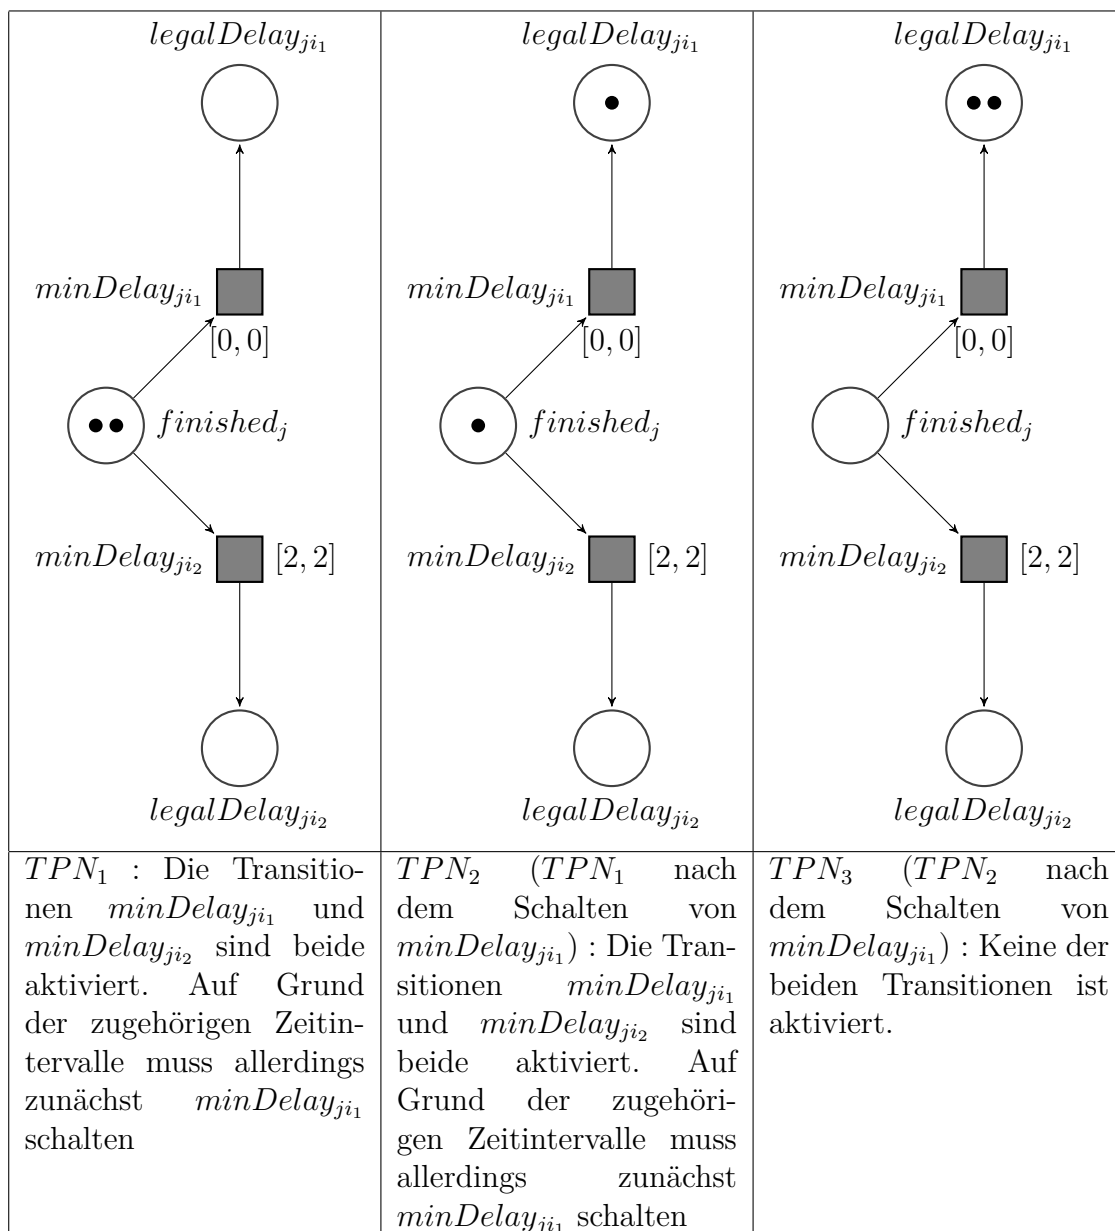 legalDelay_{ji_1}
minDelay_{ji_1}
[0, 0]
finished_j
minDelay_{ji_2}
[2, 2]
legalDelay_{ji_2}
legalDelay_{ji_1}
minDelay_{ji_1}
[0, 0]
finished_j
minDelay_{ji_2}
[2, 2]
legalDelay_{ji_2}
legalDelay_{ji_1}
minDelay_{ji_1}
[0, 0]
finished_j
minDelay_{ji_2}
[2, 2]
legalDelay_{ji_2}
TPN_1 : Die Transitio-
nen minDelay_{ji_1} und
minDelay_{ji_2} sind beide
aktiviert. Auf Grund
der zugehörigen Zeitin-
tervalle muss allerdings
zunächst minDelay_{ji_1}
schalten
TPN_2 (TPN_1 nach
dem Schalten von
minDelay_{ji_1}) : Die Tran-
sitionen minDelay_{ji_1}
und minDelay_{ji_2} sind
beide aktiviert. Auf
Grund der zugehöri-
gen Zeitintervalle muss
allerdings zunächst
minDelay_{ji_1} schalten
TPN_3 (TPN_2 nach
dem Schalten von
minDelay_{ji_1}) : Keine der
beiden Transitionen ist
aktiviert.